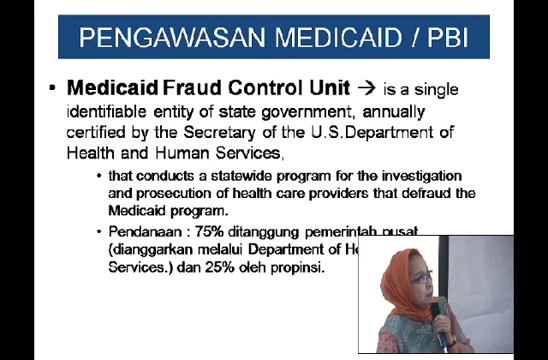 PENGAWASAN MEDICAID / PBI
• Medicaid Fraud Control Unit → is a single
identifiable entity of state government, annually
certified by the Secretary of the U.S.Department of
Health and Human Services,
• that conducts a statewide program for the investigation
and prosecution of health care providers that defraud the
Medicaid program.
• Pendanaan : 75% ditanggung pemerintah pusat
(dianggarkan melalui Department of He
Services.) dan 25% oleh propinsi.